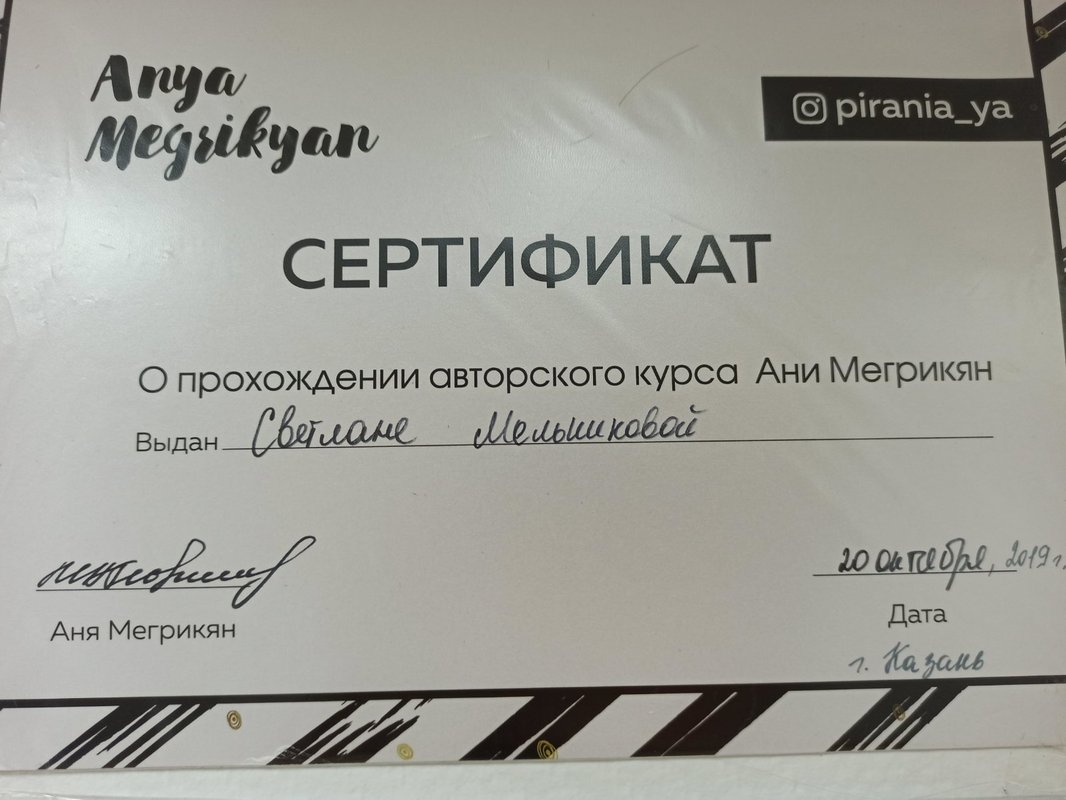 Anya
Megrikyan
pirania_ya
СЕРТИФИКАТ
О прохождении авторского курса Ани Мегрикян
Выдан Светлане Мельниковой
20 октября, 2019 г.
Аня Мегрикян
Дата
г. Казань